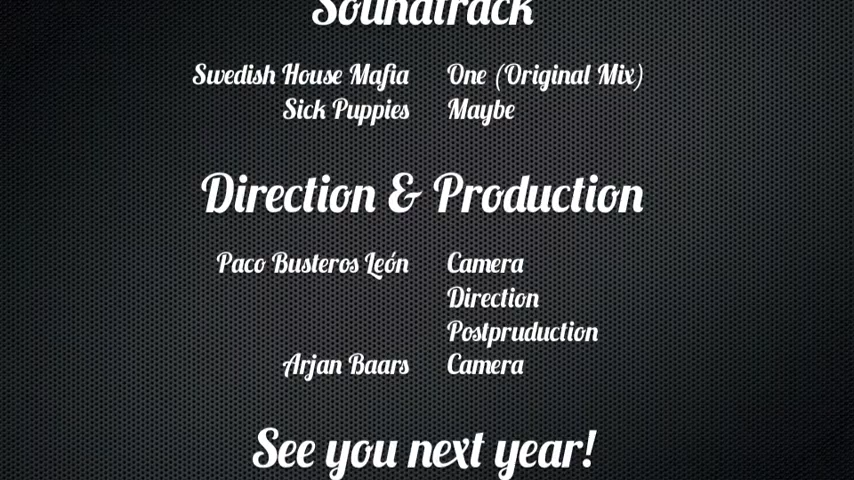 Soundtrack
Swedish House Mafia One (Original Mix)
Sick Puppies Maybe
Direction & Production
Paco Busteros León Camera
Direction
Postpruduction
Arjan Baars Camera
See you next year!